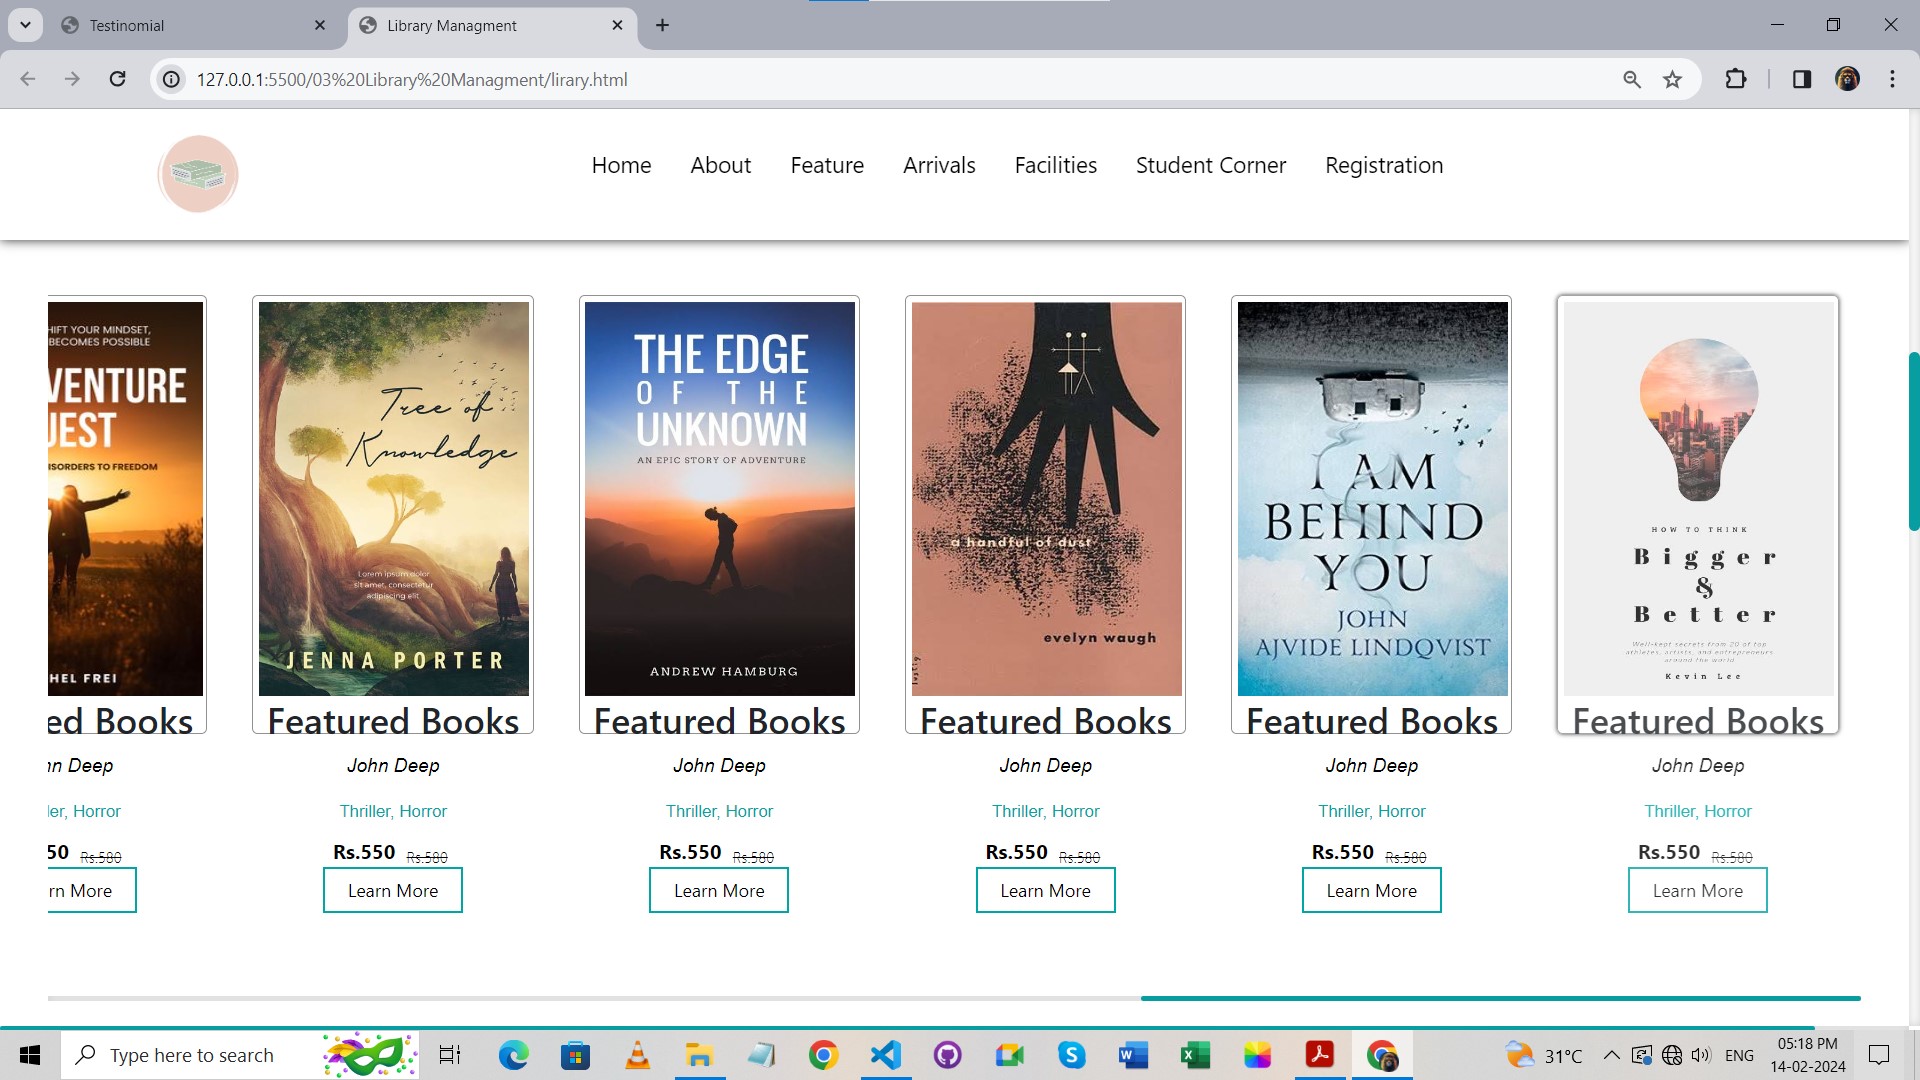 Testinomial
Library Managment
127.0.0.1:5500/03%20Library%20Managment/lirary.html
Home About Feature Arrivals Facilities Student Corner Registration
HIFT YOUR MINDSET,
BECOMES POSSIBLE
VENTURE
UEST
ISORDERS TO FREEDOM
HEL FREI
ed Books
hn Deep
ler, Horror
50 Rs.580
rn More
Tree of
Knowledge
Lorem ipsum dolor
sit amet, consectetur
adipiscing elit
JENNA PORTER
Featured Books
John Deep
Thriller, Horror
Rs.550 Rs.580
Learn More
THE EDGE
OF THE
UNKNOWN
AN EPIC STORY OF ADVENTURE
ANDREW HAMBURG
Featured Books
John Deep
Thriller, Horror
Rs.550 Rs.580
Learn More
a handful of dust
evelyn waugh
Featured Books
John Deep
Thriller, Horror
Rs.550 Rs.580
Learn More
I AM
BEHIND
YOU
JOHN
AJVIDE LINDQVIST
Featured Books
John Deep
Thriller, Horror
Rs.550 Rs.580
Learn More
HOW TO THINK
Bigger
&
Better
Well-kept secrets from 20 of top
athletes, artists, and entrepreneurs
around the world
Kevin Lee
Featured Books
John Deep
Thriller, Horror
Rs.550 Rs.580
Learn More
Type here to search
31°C
ENG
05:18 PM
14-02-2024